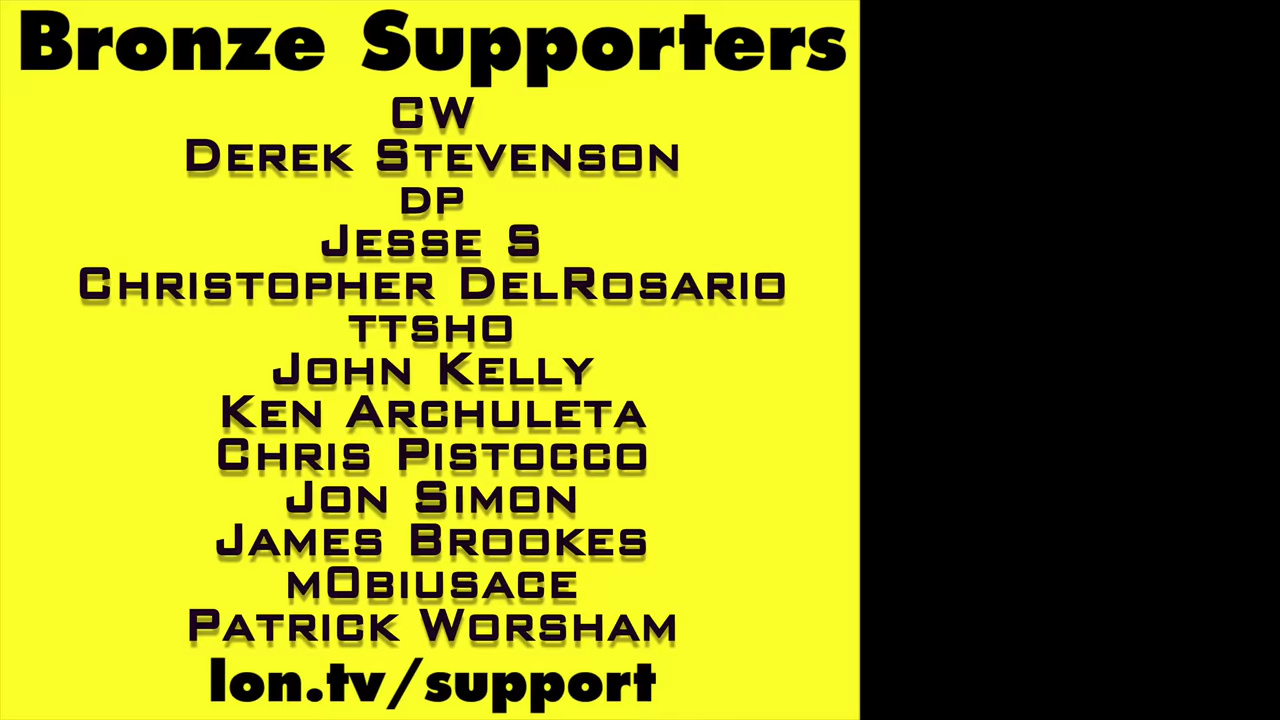 Bronze Supporters
CW
Derek Stevenson
DP
Jesse S
Christopher DelRosario
ttsho
John Kelly
Ken Archuleta
Chris Pistocco
Jon Simon
James Brookes
m0biusace
Patrick Worsham
lon.tv/support